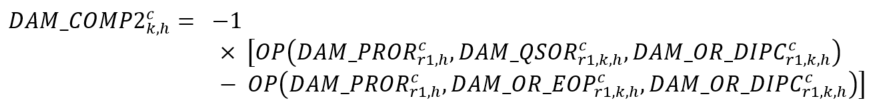 DAM_COMP2^c_{k,h} = −1
× [OP(DAM_PROR^c_{r1,h}, DAM_QSOR^c_{r1,k,h}, DAM_OR_DIPC^c_{r1,k,h})
− OP(DAM_PROR^c_{r1,h}, DAM_OR_EOP^c_{r1,k,h}, DAM_OR_DIPC^c_{r1,k,h})]